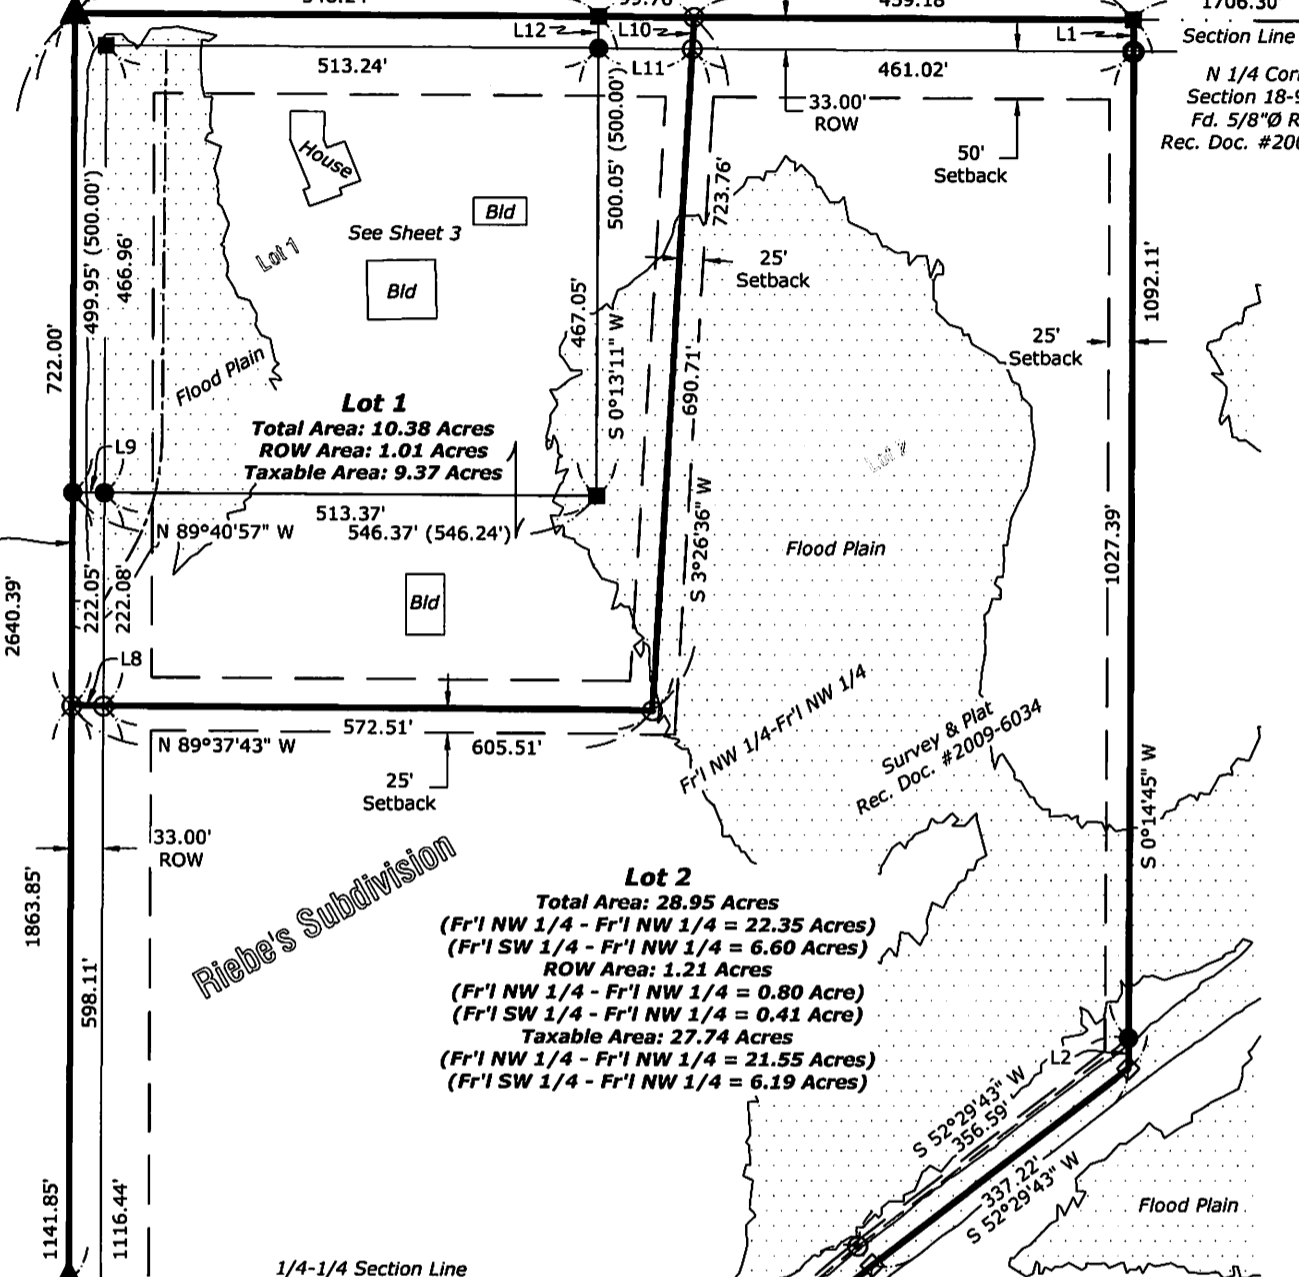 459.18'
1706.30'
L12
L10
L1
Section Line
513.24'
L11
461.02'
N 1/4 Cor
Section 18-9
Fd. 5/8"Ø R
Rec. Doc. #200
33.00'
ROW
50'
Setback
House
Bld
See Sheet 3
Lot 1
Bld
499.95' (500.00')
466.96'
500.05' (500.00')
723.76'
25'
Setback
722.00'
467.05'
S 0°13'11" W
690.71'
1092.11'
25'
Setback
Flood Plain
Lot 1
Total Area: 10.38 Acres
ROW Area: 1.01 Acres
Taxable Area: 9.37 Acres
L9
513.37'
N 89°40'57" W
546.37' (546.24')
S 3°26'36" W
Flood Plain
1027.39'
2640.39'
222.05'
222.08'
Bld
L8
572.51'
N 89°37'43" W
605.51'
25'
Setback
Fr'l NW 1/4-Fr'l NW 1/4
Survey & Plat
Rec. Doc. #2009-6034
S 0°14'45" W
33.00'
ROW
Riebe's Subdivision
1863.85'
598.11'
Lot 2
Total Area: 28.95 Acres
(Fr'l NW 1/4 - Fr'l NW 1/4 = 22.35 Acres)
(Fr'l SW 1/4 - Fr'l NW 1/4 = 6.60 Acres)
ROW Area: 1.21 Acres
(Fr'l NW 1/4 - Fr'l NW 1/4 = 0.80 Acre)
(Fr'l SW 1/4 - Fr'l NW 1/4 = 0.41 Acre)
Taxable Area: 27.74 Acres
(Fr'l NW 1/4 - Fr'l NW 1/4 = 21.55 Acres)
(Fr'l SW 1/4 - Fr'l NW 1/4 = 6.19 Acres)
L2
S 52°29'43" W
356.59'
337.22'
S 52°29'43" W
Flood Plain
1141.85'
1116.44'
1/4-1/4 Section Line